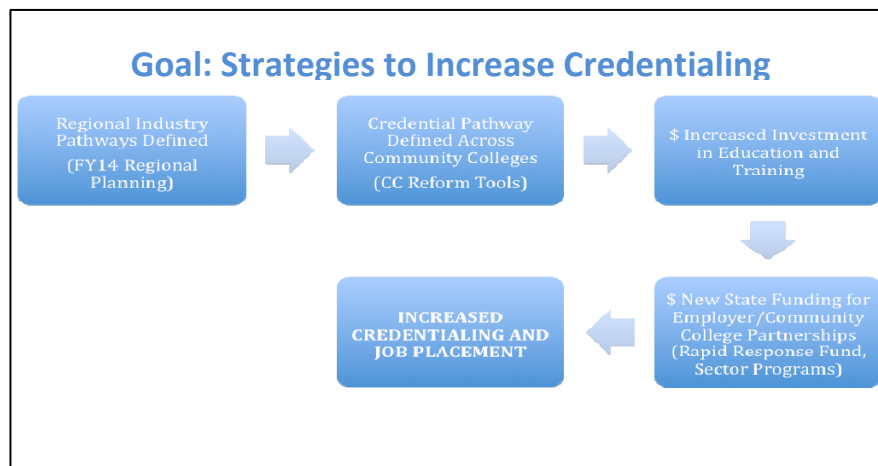 Goal: Strategies to Increase Credentialing
Regional Industry
Pathways Defined
(FY14 Regional
Planning)
Credential Pathway
Defined Across
Community Colleges
(CC Reform Tools)
$ Increased Investment
in Education and
Training
$ New State Funding for
Employer/Community
College Partnerships
(Rapid Response Fund,
Sector Programs)
INCREASED
CREDENTIALING AND
JOB PLACEMENT